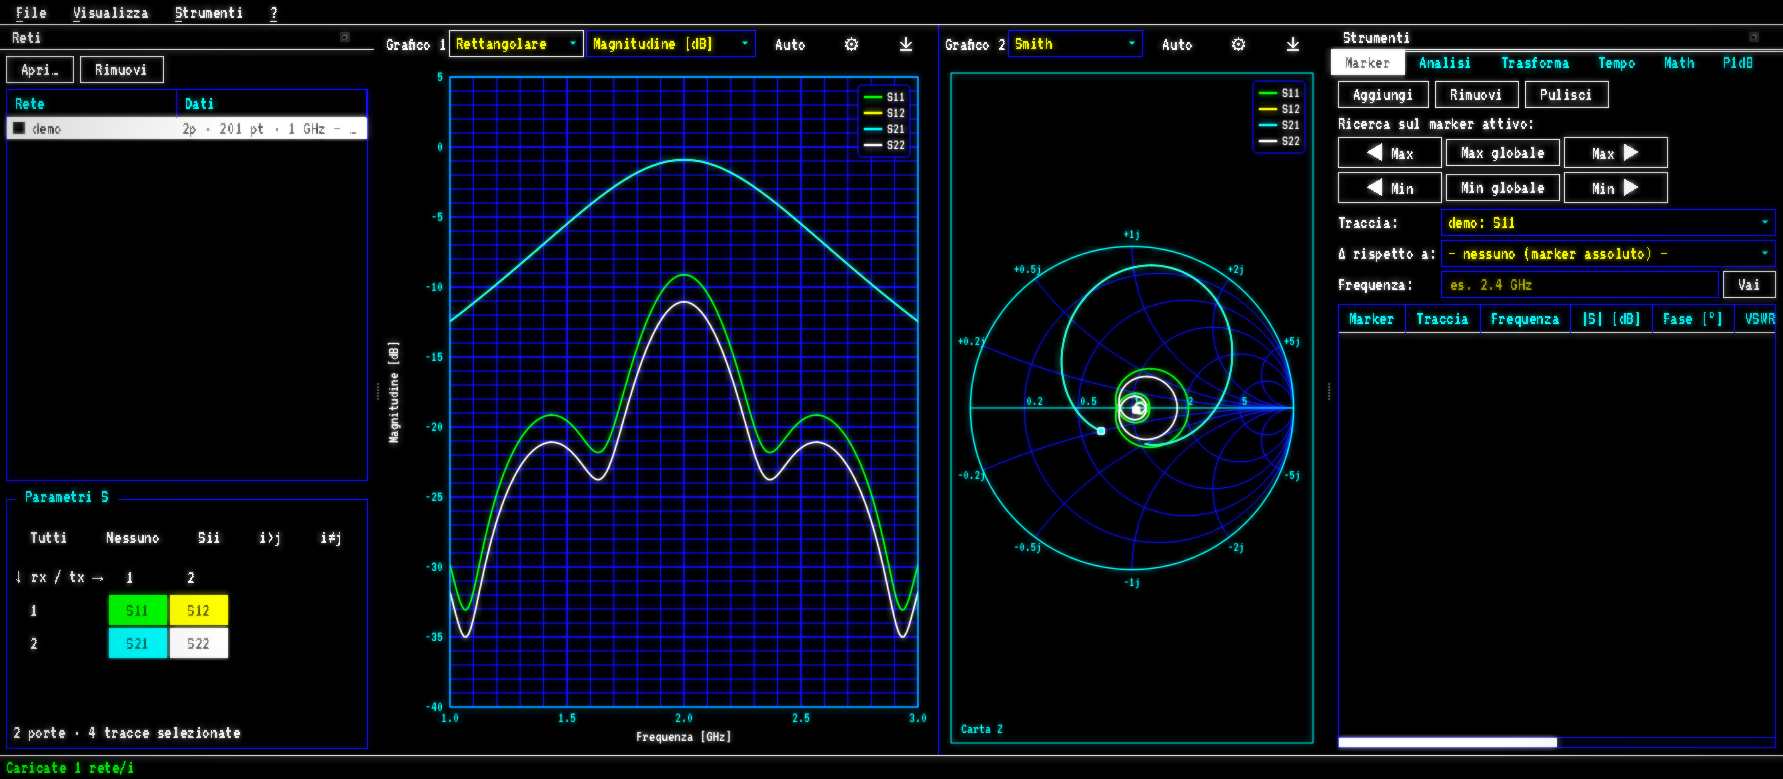 File Visualizza Strumenti ?
Reti
Apri… Rimuovi
Rete Dati
demo 2p · 201 pt · 1 GHz – …
Parametri S
Tutti Nessuno Sii i>j i≠j
↓ rx / tx → 1 2
1 S11 S12
2 S21 S22
2 porte · 4 tracce selezionate
Caricate 1 rete/i
Grafico 1 Rettangolare Magnitudine [dB] Auto
S11
S12
S21
S22
5
0
-5
-10
-15
-20
-25
-30
-35
-40
Magnitudine [dB]
1.0 1.5 2.0 2.5 3.0
Frequenza [GHz]
Grafico 2 Smith Auto
S11
S12
S21
S22
+1j
+0.5j +2j
+0.2j +5j
0.2 0.5 1 2 5
-0.2j -5j
-0.5j -2j
-1j
Carta Z
Strumenti
Marker Analisi Trasforma Tempo Math P1dB
Aggiungi Rimuovi Pulisci
Ricerca sul marker attivo:
◀ Max Max globale Max ▶
◀ Min Min globale Min ▶
Traccia: demo: S11
Δ rispetto a: – nessuno (marker assoluto) –
Frequenza: es. 2.4 GHz Vai
Marker Traccia Frequenza |S| [dB] Fase [°] VSWR